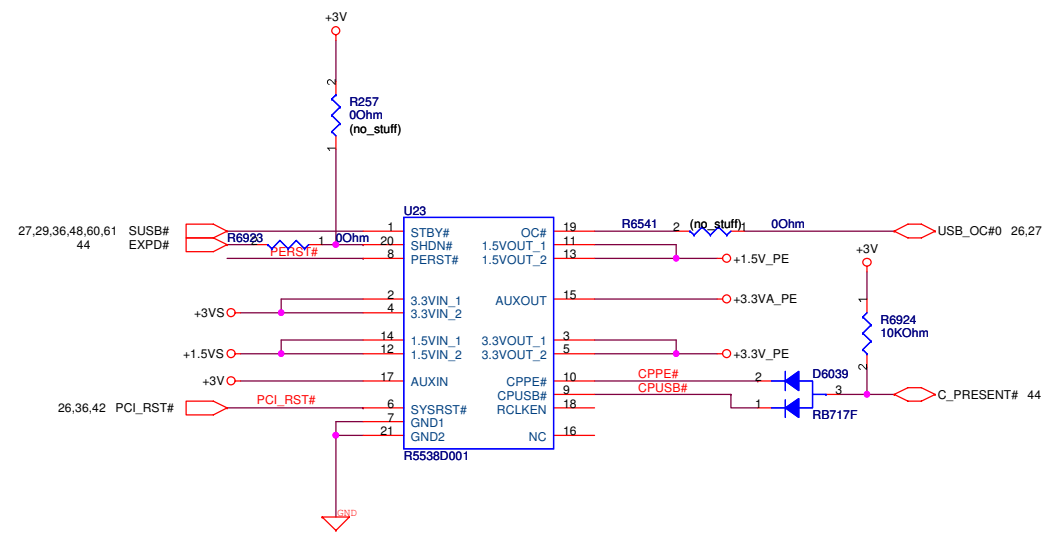 +3V
2
R257
0Ohm
(no_stuff)
1
U23
27,29,36,48,60,61 SUSB# 1 STBY# OC# 19 R6541 2 (no_stuff) 1 0Ohm USB_OC#0 26,27
44 EXPD# R6923 2 1 0Ohm 20 SHDN# 1.5VOUT_1 11
PERST# 8 PERST# 1.5VOUT_2 13 +1.5V_PE
+3V
2 3.3VIN_1 AUXOUT 15 +3.3VA_PE
+3VS 4 3.3VIN_2
1
R6924
10KOhm
2
14 1.5VIN_1 3.3VOUT_1 3
+1.5VS 12 1.5VIN_2 3.3VOUT_2 5 +3.3V_PE
+3V 17 AUXIN CPPE# 10 CPPE# 2 D6039
CPUSB# 9 CPUSB# 3 C_PRESENT# 44
26,36,42 PCI_RST# PCI_RST# 6 SYSRST# RCLKEN 18 1 RB717F
7 GND1
21 GND2 NC 16
R5538D001
GND